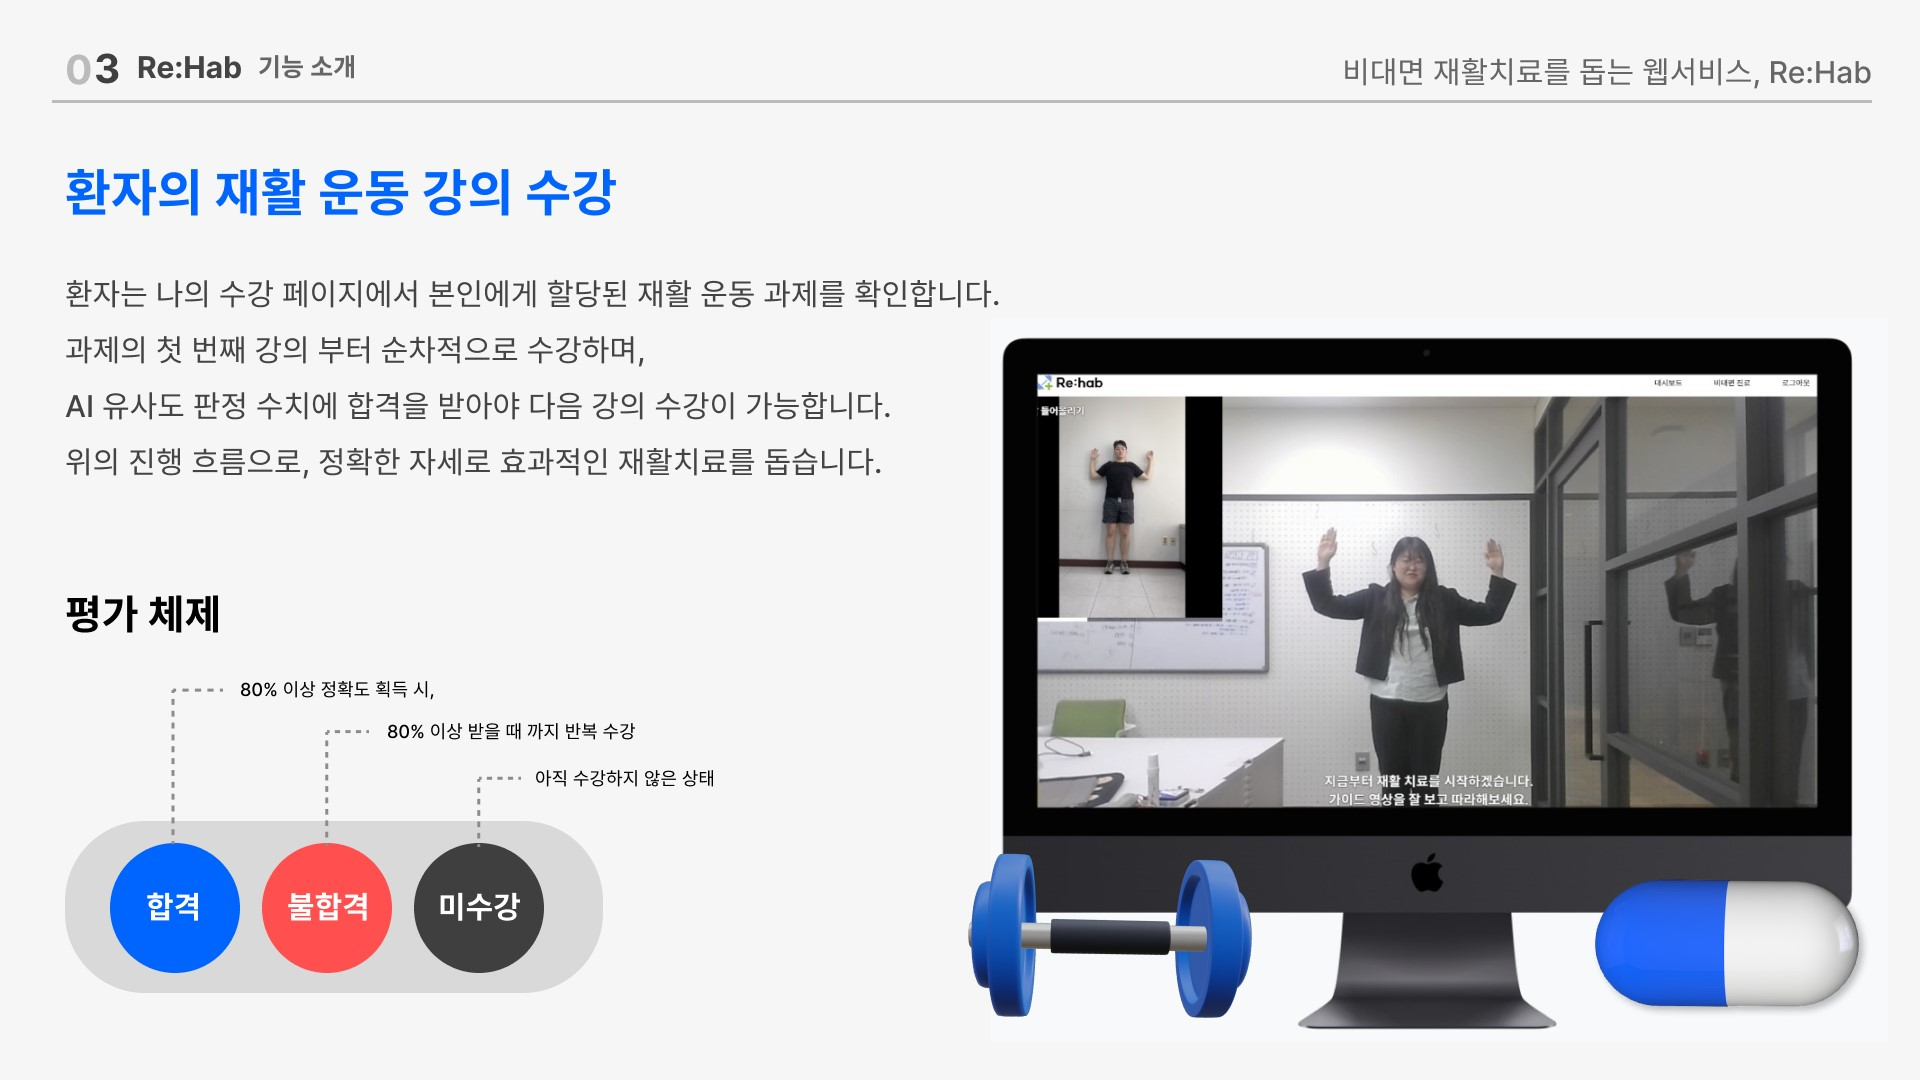 03 Re:Hab 기능 소개
비대면 재활치료를 돕는 웹서비스, Re:Hab
환자의 재활 운동 강의 수강
환자는 나의 수강 페이지에서 본인에게 할당된 재활 운동 과제를 확인합니다.
과제의 첫 번째 강의 부터 순차적으로 수강하며,
AI 유사도 판정 수치에 합격을 받아야 다음 강의 수강이 가능합니다.
위의 진행 흐름으로, 정확한 자세로 효과적인 재활치료를 돕습니다.
평가 체제
80% 이상 정확도 획득 시,
80% 이상 받을 때 까지 반복 수강
아직 수강하지 않은 상태
합격
불합격
미수강
Re:hab
대시보드
비대면 진료
로그아웃
들어올리기
지금부터 재활 치료를 시작하겠습니다.
가이드 영상을 잘 보고 따라해보세요.